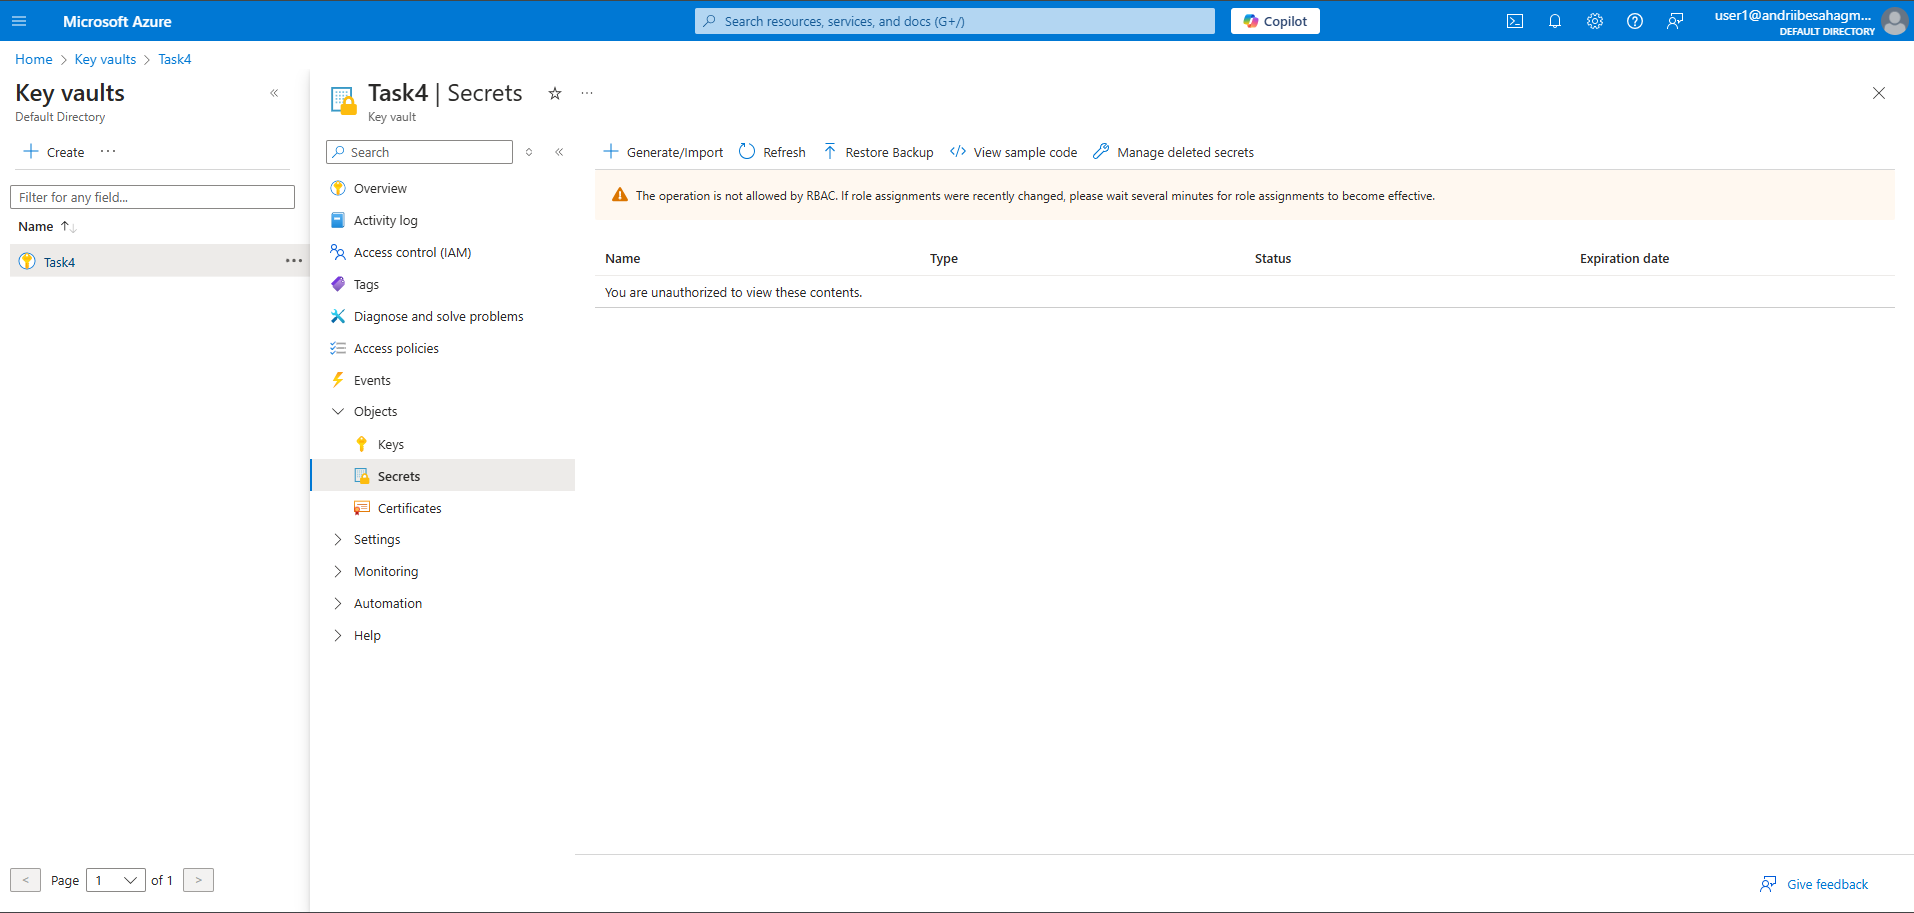 Microsoft Azure
Search resources, services, and docs (G+/)
Copilot
user1@andriibesahagm...
DEFAULT DIRECTORY
Home > Key vaults > Task4
Key vaults
Default Directory
Create
Filter for any field...
Name
Task4
Page 1 of 1
Task4 | Secrets
Key vault
Search
Overview
Activity log
Access control (IAM)
Tags
Diagnose and solve problems
Access policies
Events
Objects
Keys
Secrets
Certificates
Settings
Monitoring
Automation
Help
Generate/Import Refresh Restore Backup View sample code Manage deleted secrets
The operation is not allowed by RBAC. If role assignments were recently changed, please wait several minutes for role assignments to become effective.
Name Type Status Expiration date
You are unauthorized to view these contents.
Give feedback